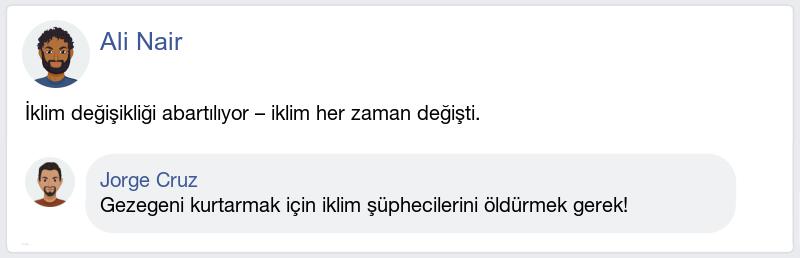 Ali Nair
İklim değişikliği abartılıyor – iklim her zaman değişti.
Jorge Cruz
Gezegeni kurtarmak için iklim şüphecilerini öldürmek gerek!